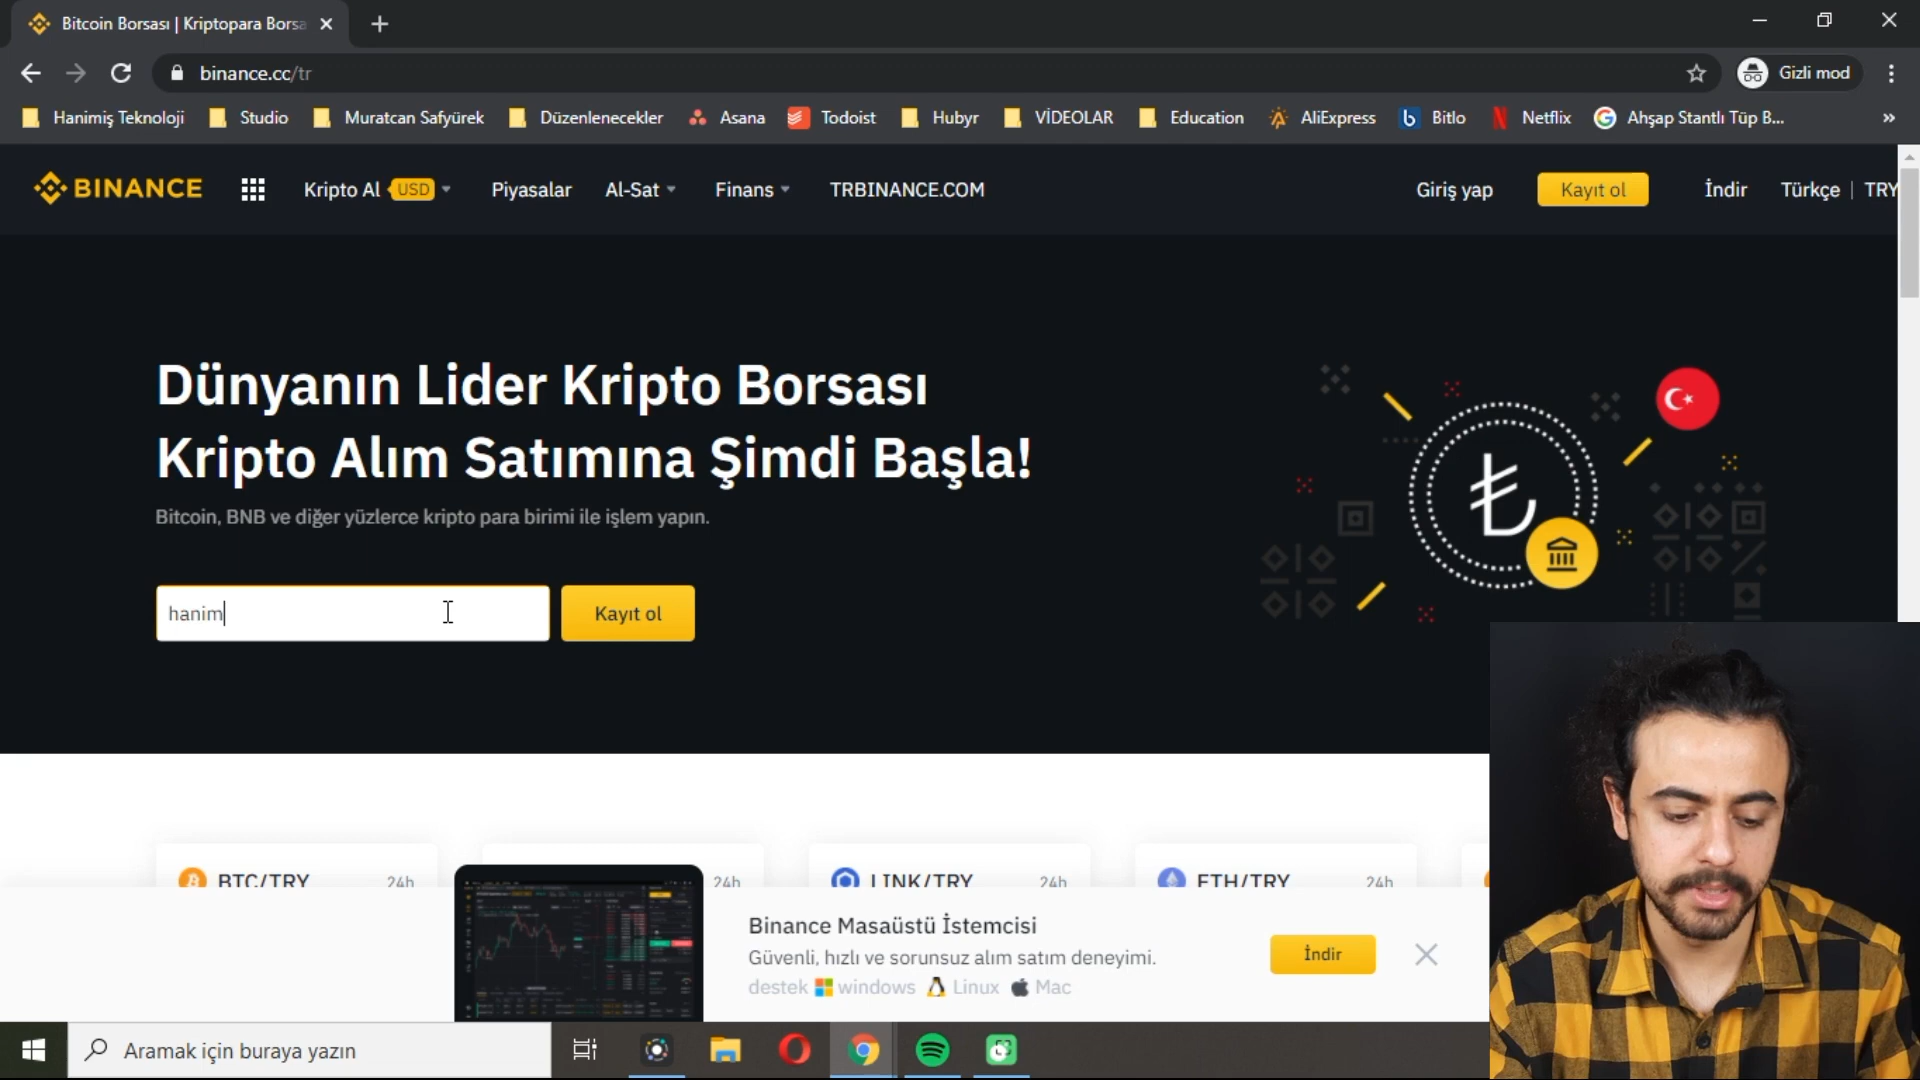 Bitcoin Borsası | Kriptopara Borsa
binance.cc/tr
Gizli mod
Hanimiş Teknoloji
Studio
Muratcan Safyürek
Düzenlenecekler
Asana
Todoist
Hubyr
VİDEOLAR
Education
AliExpress
Bitlo
Netflix
Ahşap Stantlı Tüp B...
BINANCE
Kripto Al USD
Piyasalar
Al-Sat
Finans
TRBINANCE.COM
Giriş yap
Kayıt ol
İndir
Türkçe | TRY
Dünyanın Lider Kripto Borsası
Kripto Alım Satımına Şimdi Başla!
Bitcoin, BNB ve diğer yüzlerce kripto para birimi ile işlem yapın.
hanim
Kayıt ol
BTC/TRY 24h
24h
LINK/TRY 24h
ETH/TRY 24h
Binance Masaüstü İstemcisi
Güvenli, hızlı ve sorunsuz alım satım deneyimi.
destek windows Linux Mac
İndir
Aramak için buraya yazın